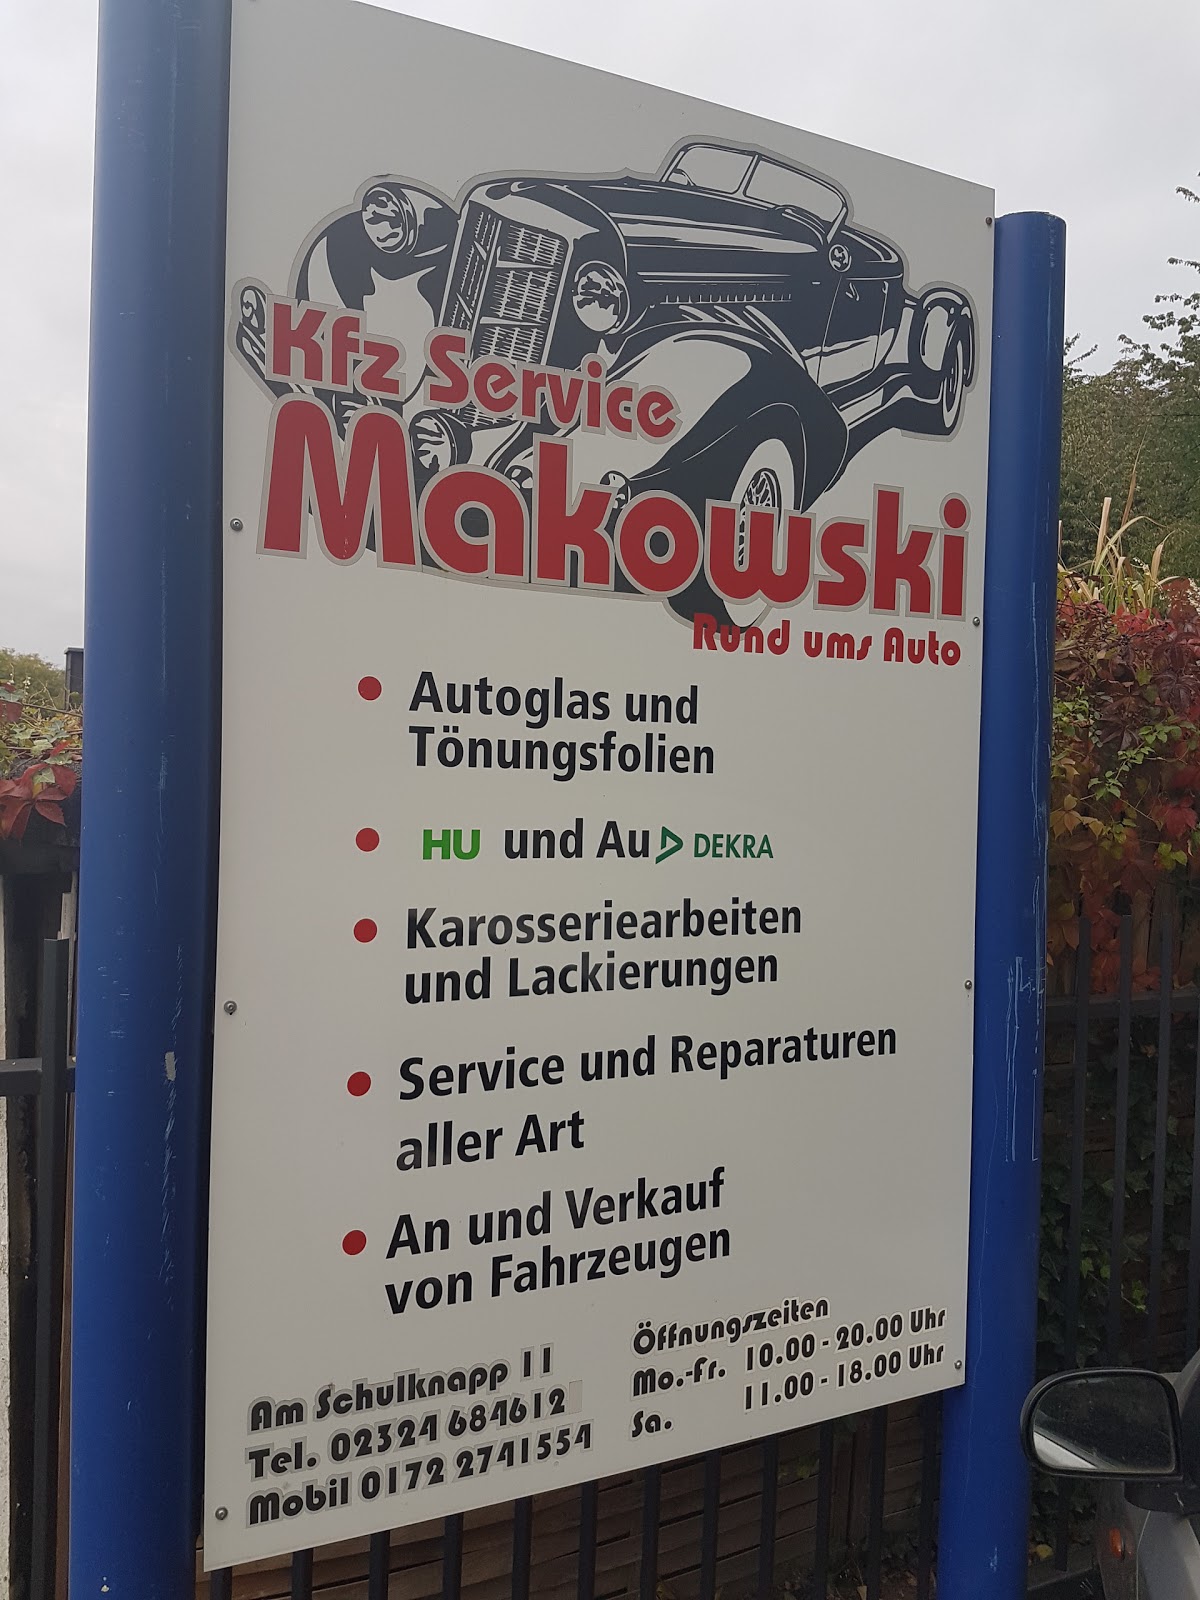 Kfz Service
Makowski
Rund ums Auto
Autoglas und
Tönungsfolien
HU und Au DEKRA
Karosseriearbeiten
und Lackierungen
Service und Reparaturen
aller Art
An und Verkauf
von Fahrzeugen
Am Schulknapp 11
Tel. 02324 684612
Mobil 0172 2741554
Öffnungszeiten
Mo.-Fr. 10.00 - 20.00 Uhr
Sa. 11.00 - 18.00 Uhr